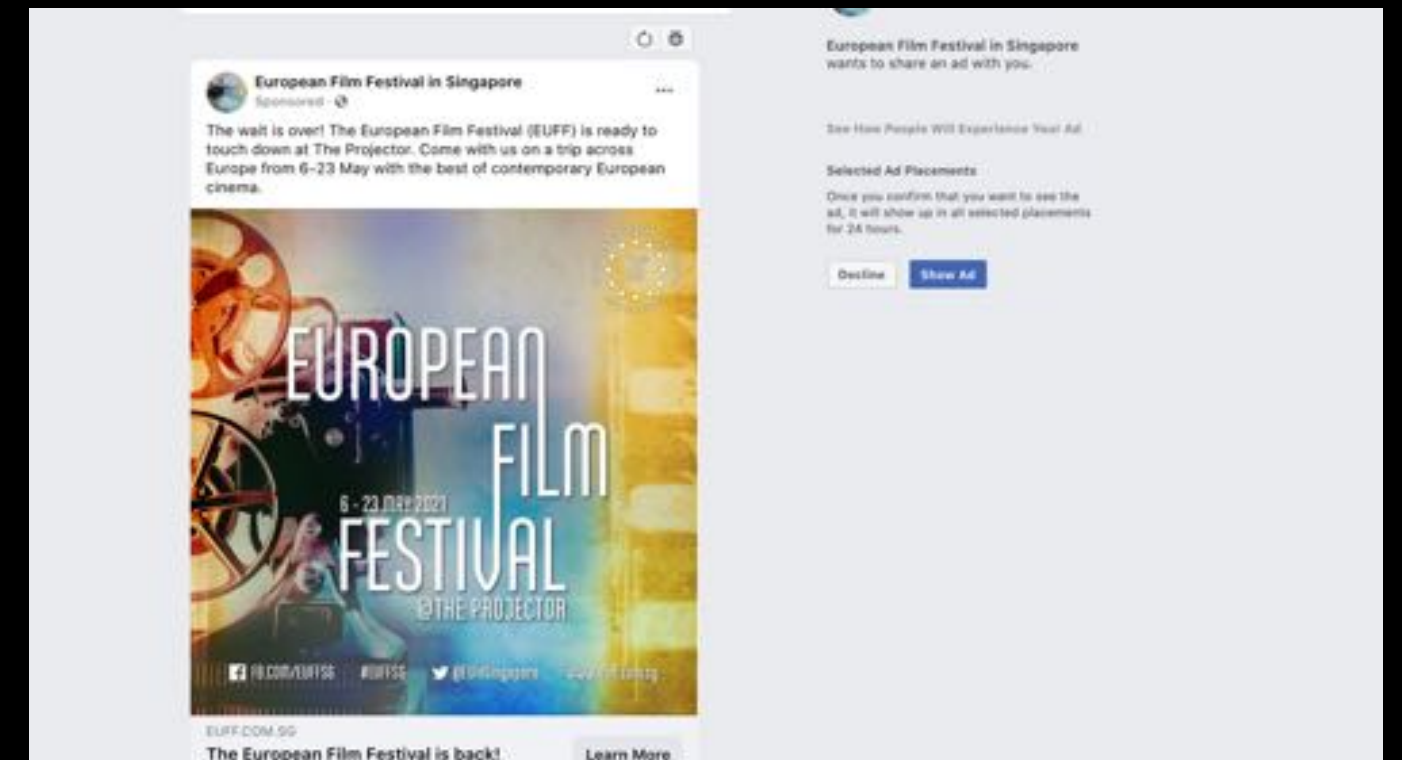 European Film Festival in Singapore
Sponsored ·
...
The wait is over! The European Film Festival (EUFF) is ready to
touch down at The Projector. Come with us on a trip across
Europe from 6-23 May with the best of contemporary European
cinema.
EUROPEAN
FILM
6 - 23 MAY 2021
FESTIVAL
@THE PROJECTOR
FB.COM/EUFFSG #EUFFSG @EUinSingapore
EUFF.COM.SG
The European Film Festival is back!
Learn More
European Film Festival in Singapore
wants to share an ad with you.
See How People Will Experience Your Ad
Selected Ad Placements
Once you confirm that you want to see the
ad, it will show up in all selected placements
for 24 hours.
Decline Show Ad